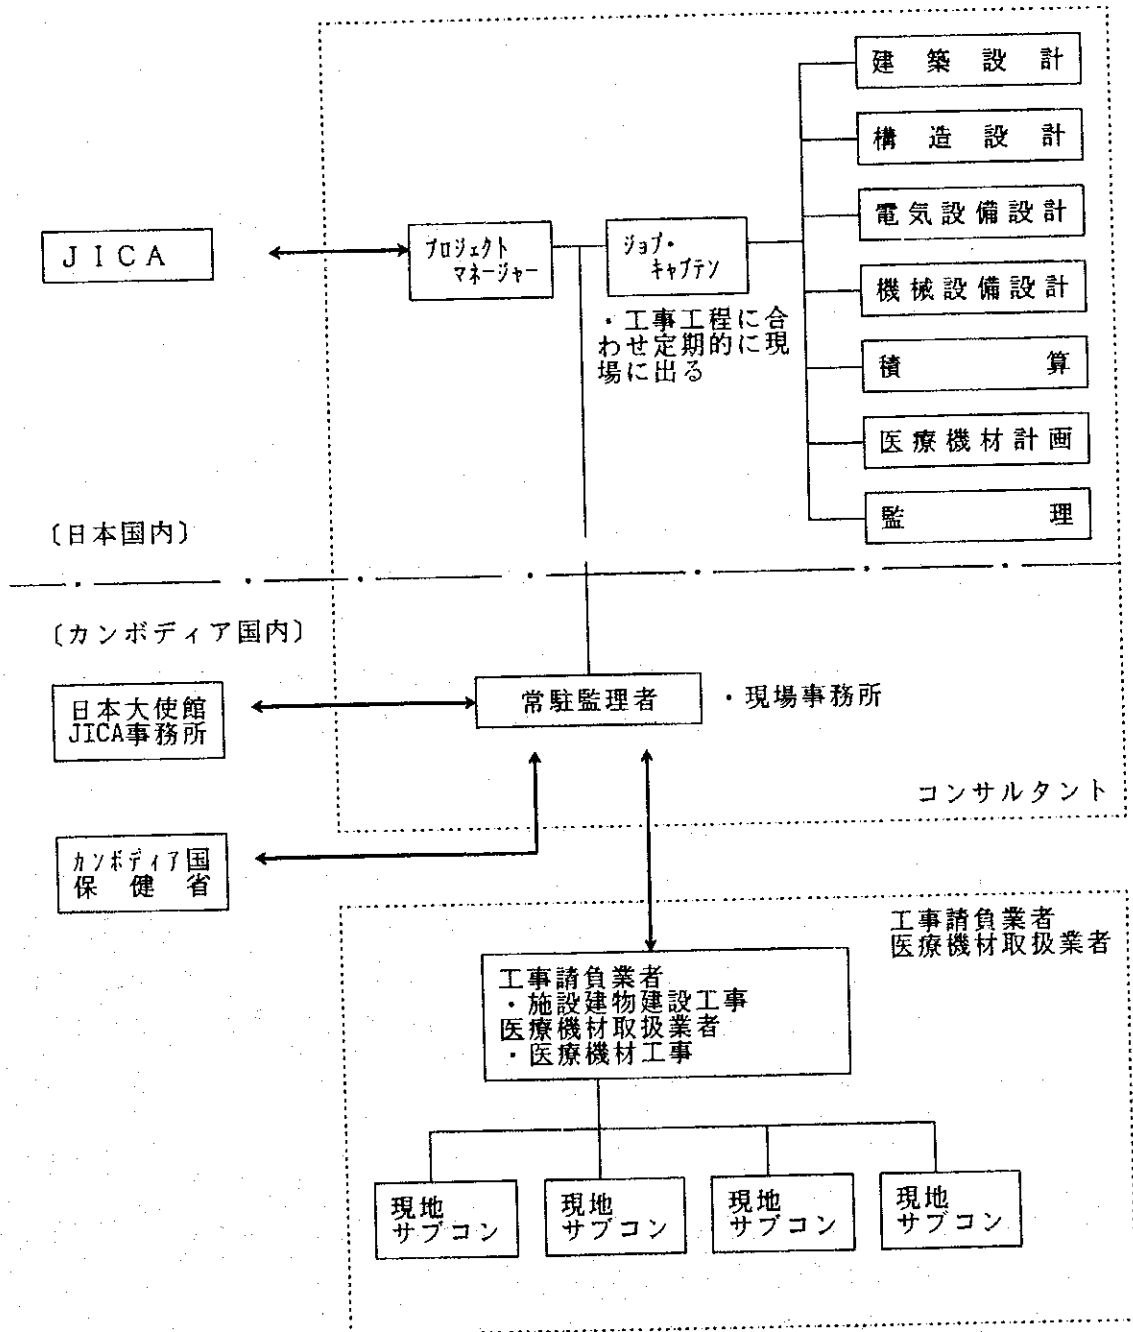 建築設計
構造設計
電気設備設計
機械設備設計
積算
医療機材計画
監理
JICA
プロジェクト
マネージャー
ジョブ・
キャプテン
・工事工程に合
わせ定期的に現
場に出る
〔日本国内〕
〔カンボディア国内〕
日本大使館
JICA事務所
常駐監理者
・現場事務所
コンサルタント
カンボディア国
保健省
工事請負業者
医療機材取扱業者
工事請負業者
・施設建物建設工事
医療機材取扱業者
・医療機材工事
現地
サブコン
現地
サブコン
現地
サブコン
現地
サブコン